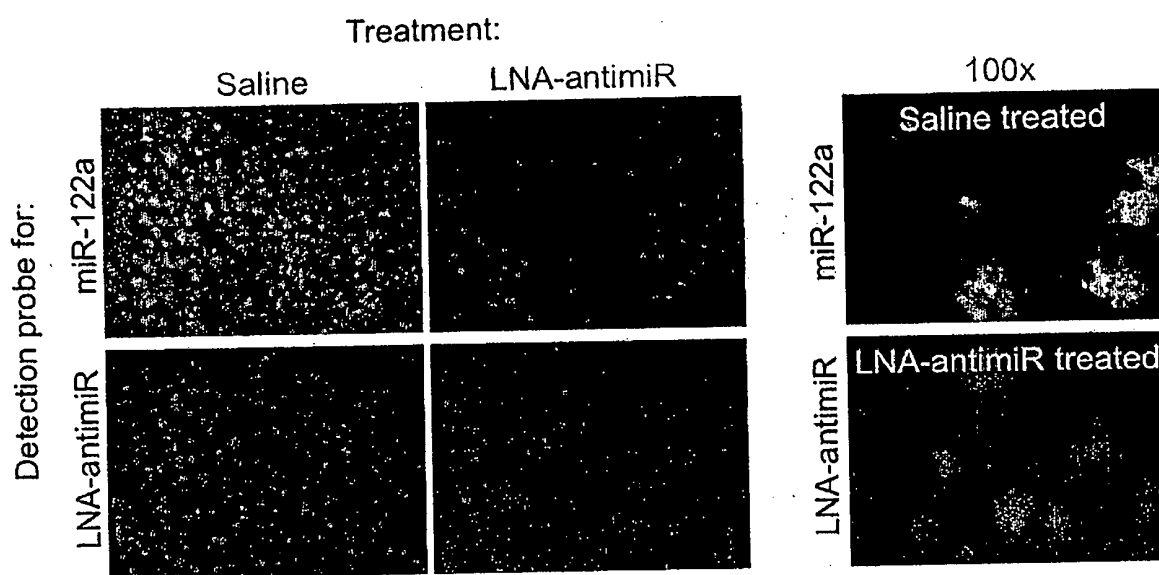 Treatment:
Saline LNA-antimiR 100x
Detection probe for:
miR-122a
Saline treated
miR-122a
LNA-antimiR
LNA-antimiR treated
LNA-antimiR